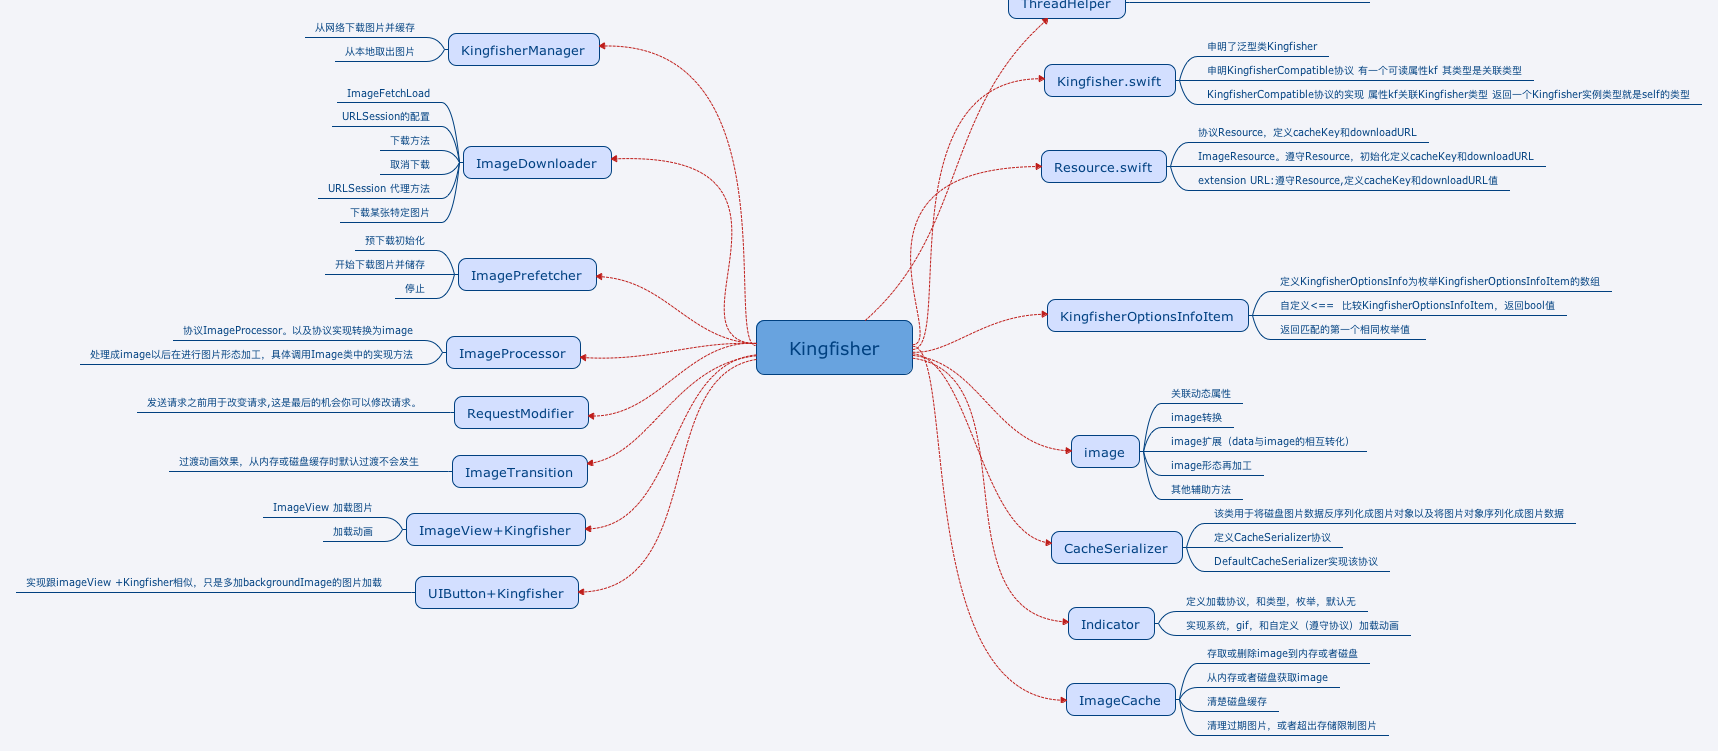 ThreadHelper
从网络下载图片并缓存
从本地取出图片
KingfisherManager
ImageFetchLoad
URLSession的配置
下载方法
取消下载
URLSession 代理方法
下载某张特定图片
ImageDownloader
预下载初始化
开始下载图片并储存
停止
ImagePrefetcher
协议ImageProcessor。以及协议实现转换为image
处理成image以后在进行图片形态加工，具体调用Image类中的实现方法
ImageProcessor
发送请求之前用于改变请求,这是最后的机会你可以修改请求。
RequestModifier
过渡动画效果，从内存或磁盘缓存时默认过渡不会发生
ImageTransition
ImageView 加载图片
加载动画
ImageView+Kingfisher
实现跟imageView +Kingfisher相似，只是多加backgroundImage的图片加载
UIButton+Kingfisher
Kingfisher
Kingfisher.swift
申明了泛型类Kingfisher
申明KingfisherCompatible协议 有一个可读属性kf 其类型是关联类型
KingfisherCompatible协议的实现 属性kf关联Kingfisher类型 返回一个Kingfisher实例类型就是self的类型
Resource.swift
协议Resource，定义cacheKey和downloadURL
ImageResource。遵守Resource，初始化定义cacheKey和downloadURL
extension URL:遵守Resource,定义cacheKey和downloadURL值
KingfisherOptionsInfoItem
定义KingfisherOptionsInfo为枚举KingfisherOptionsInfoItem的数组
自定义<== 比较KingfisherOptionsInfoItem，返回bool值
返回匹配的第一个相同枚举值
image
关联动态属性
image转换
image扩展（data与image的相互转化）
image形态再加工
其他辅助方法
CacheSerializer
该类用于将磁盘图片数据反序列化成图片对象以及将图片对象序列化成图片数据
定义CacheSerializer协议
DefaultCacheSerializer实现该协议
Indicator
定义加载协议，和类型，枚举，默认无
实现系统，gif，和自定义（遵守协议）加载动画
ImageCache
存取或删除image到内存或者磁盘
从内存或者磁盘获取image
清楚磁盘缓存
清理过期图片，或者超出存储限制图片